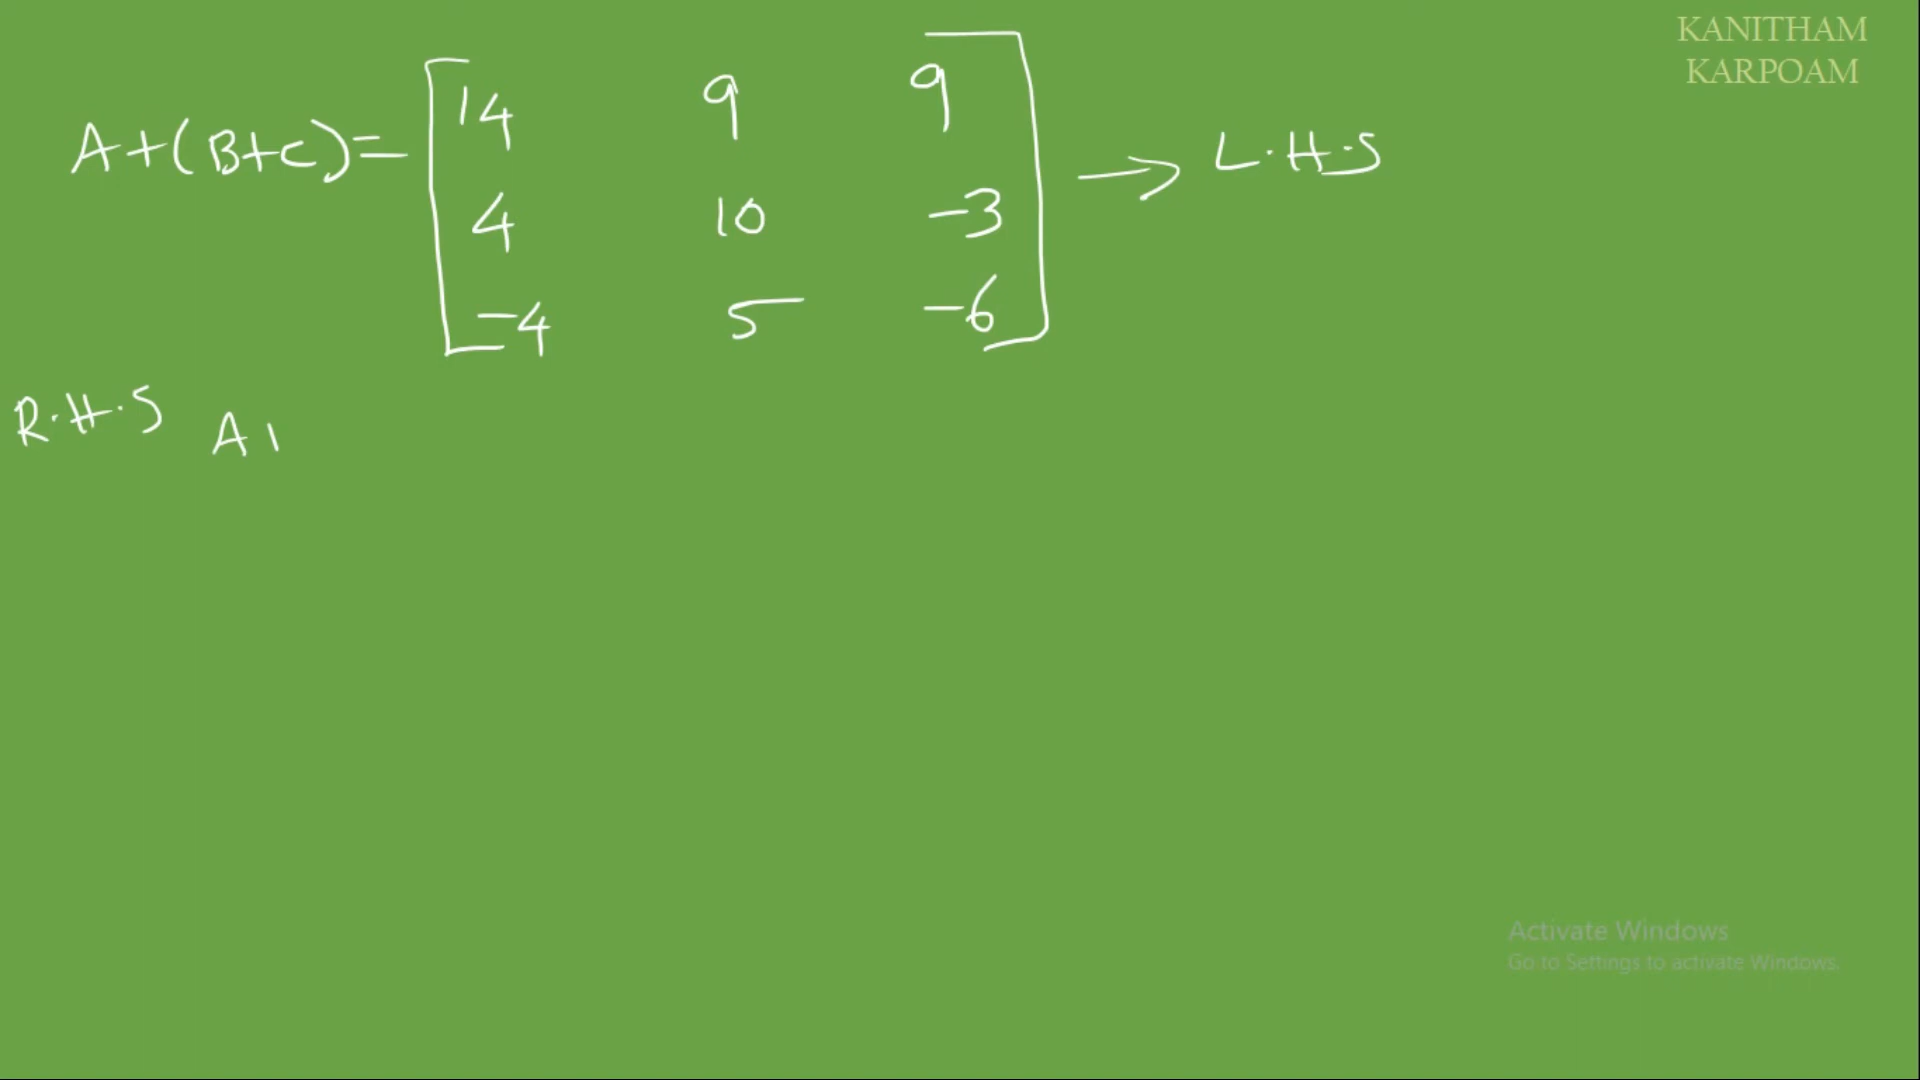 KANITHAM
KARPOAM
A+(B+C)= [14 9 9
4 10 -3
-4 5 -6] → L.H.S
R.H.S A
Activate Windows
Go to Settings to activate Windows.